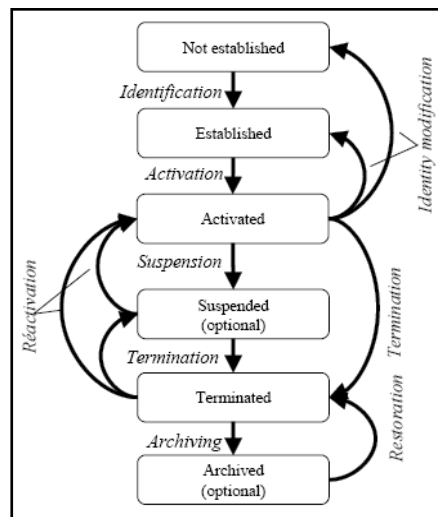 Not established
Identification
Established
Activation
Identity modification
Activated
Suspension
Réactivation
Suspended
(optional)
Termination
Termination
Terminated
Archiving
Restoration
Archived
(optional)